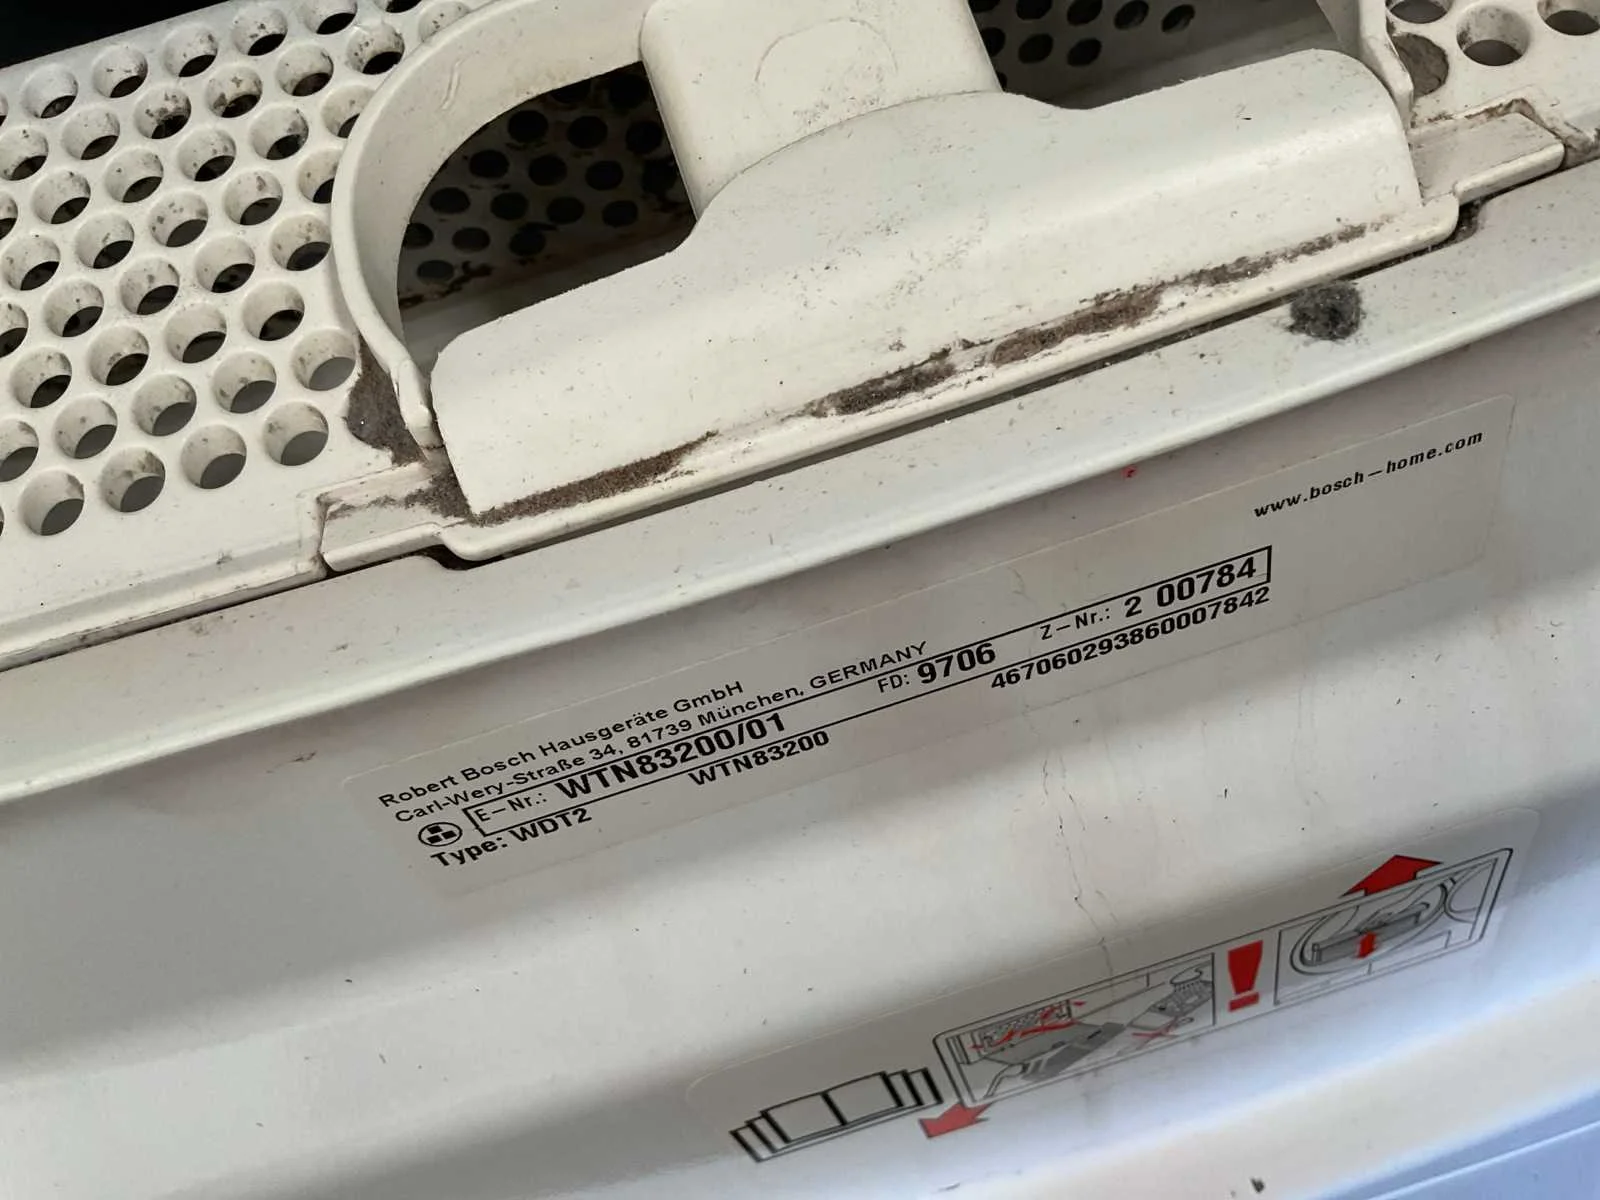 www.bosch-home.com
Robert Bosch Hausgeräte GmbH
Carl-Wery-Straße 34, 81739 München, GERMANY
E-Nr.: WTN83200/01 FD: 9706 Z-Nr.: 2 00784
Type: WDT2 WTN83200 467060293860007842
!